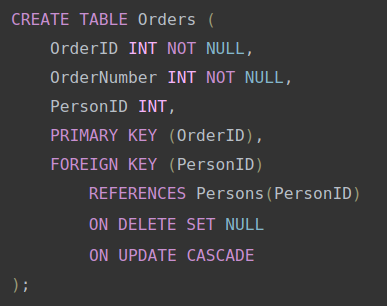 CREATE TABLE Orders (
    OrderID INT NOT NULL,
    OrderNumber INT NOT NULL,
    PersonID INT,
    PRIMARY KEY (OrderID),
    FOREIGN KEY (PersonID)
        REFERENCES Persons(PersonID)
        ON DELETE SET NULL
        ON UPDATE CASCADE
);